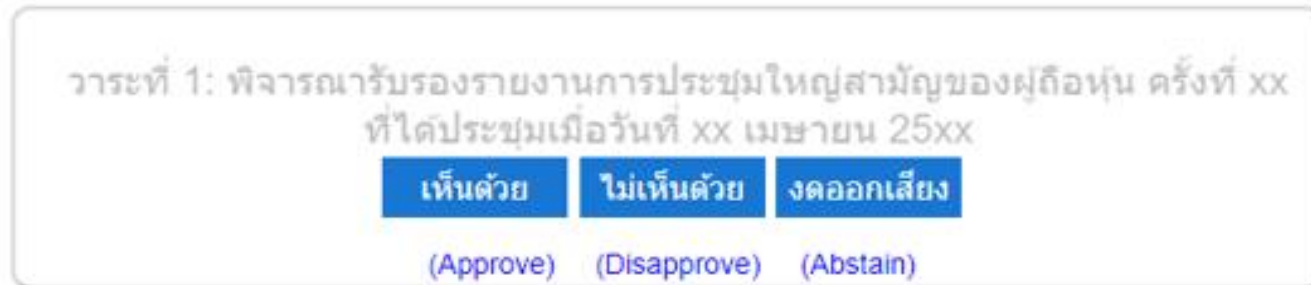 วาระที่ 1: พิจารณารับรองรายงานการประชุมใหญ่สามัญของผู้ถือหุ้น ครั้งที่ xx
ที่ได้ประชุมเมื่อวันที่ xx เมษายน 25xx
เห็นด้วย ไม่เห็นด้วย งดออกเสียง
(Approve) (Disapprove) (Abstain)